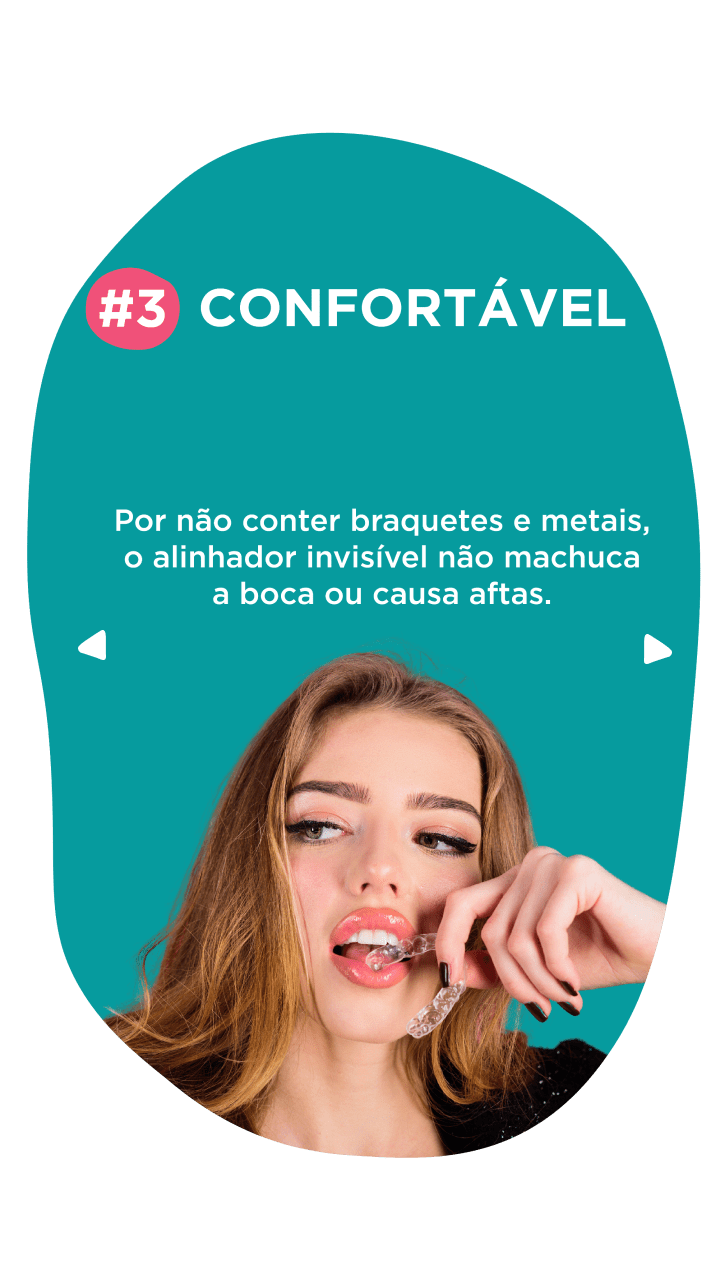 #3 CONFORTÁVEL
Por não conter braquetes e metais,
o alinhador invisível não machuca
a boca ou causa aftas.